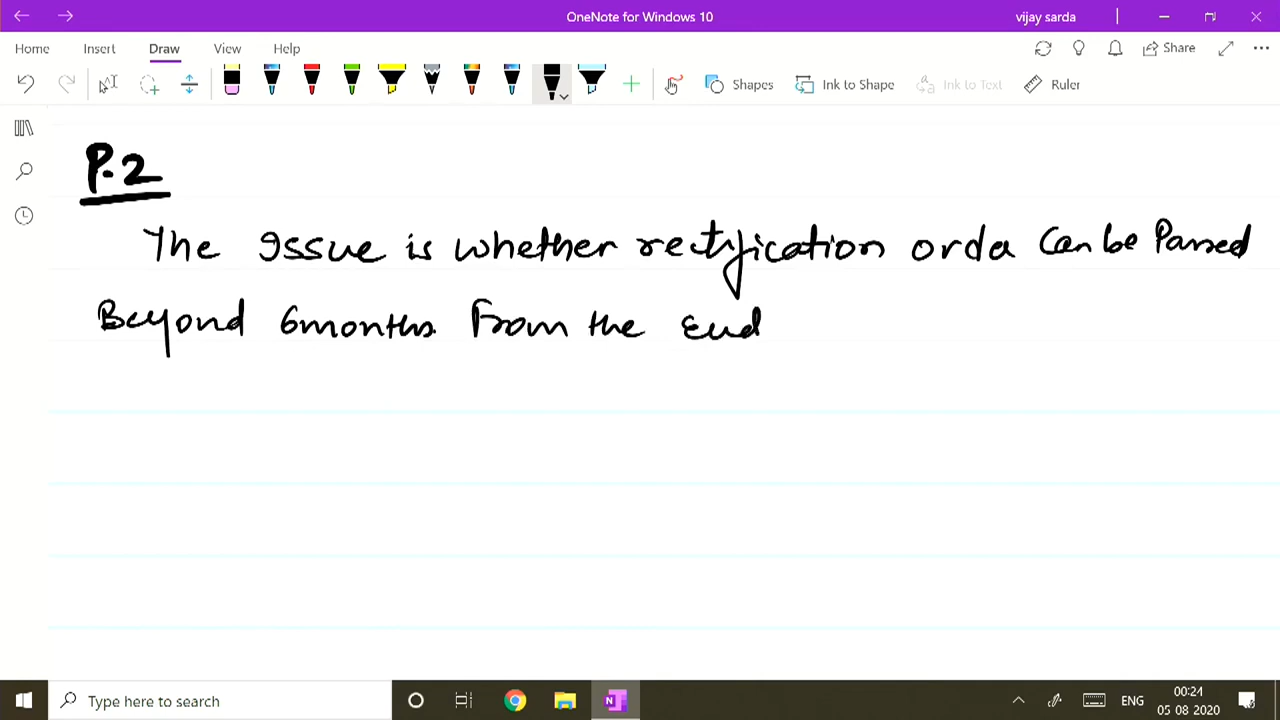 OneNote for Windows 10
vijay sarda
Home Insert Draw View Help
Share
Shapes Ink to Shape Ink to Text Ruler
P.2
The Issue is whether rectification order Can be Passed
Beyond 6months From the End
Type here to search
ENG
00:24
05-08-2020